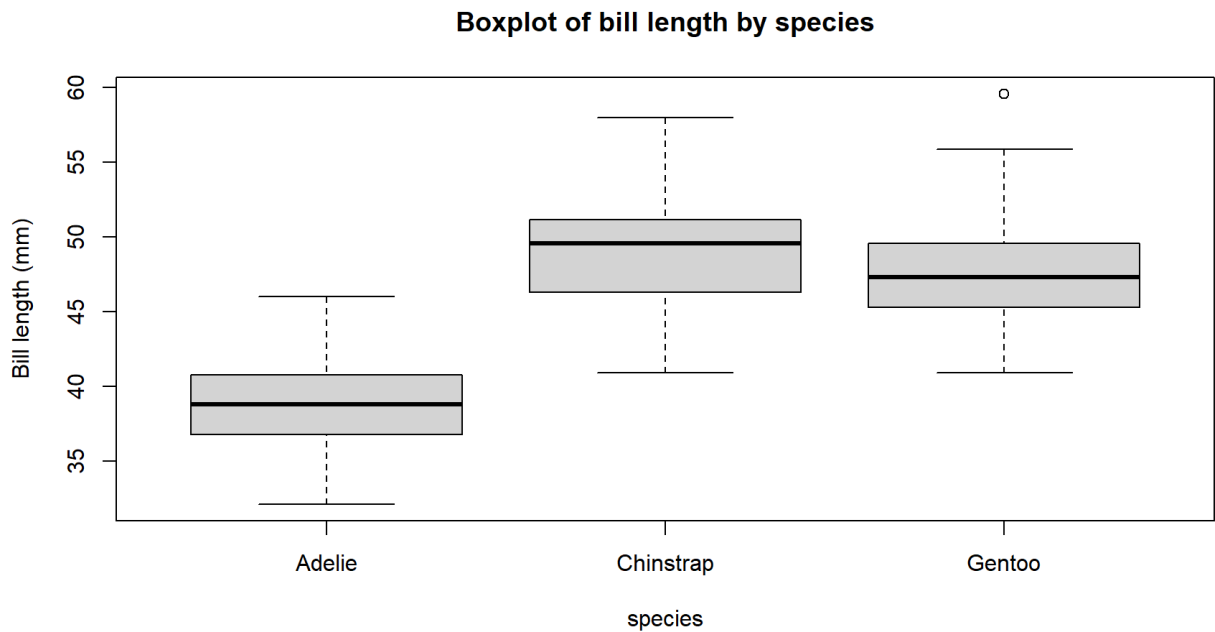 Boxplot of bill length by species
Bill length (mm)
60
55
50
45
40
35
Adelie
Chinstrap
Gentoo
species